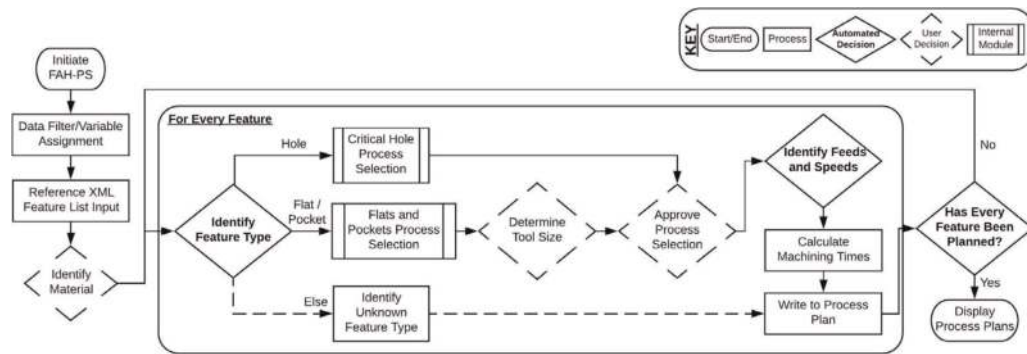 KEY
Start/End
Process
Automated
Decision
User
Decision
Internal
Module
Initiate
FAH-PS
Data Filter/Variable
Assignment
Reference XML
Feature List Input
Identify
Material
For Every Feature
Identify
Feature Type
Hole
Critical Hole
Process
Selection
Flat /
Pocket
Flats and
Pockets Process
Selection
Determine
Tool Size
Approve
Process
Selection
Identify Feeds
and Speeds
Calculate
Machining Times
Else
Identify
Unknown
Feature Type
Write to Process
Plan
No
Has Every
Feature Been
Planned?
Yes
Display
Process Plans